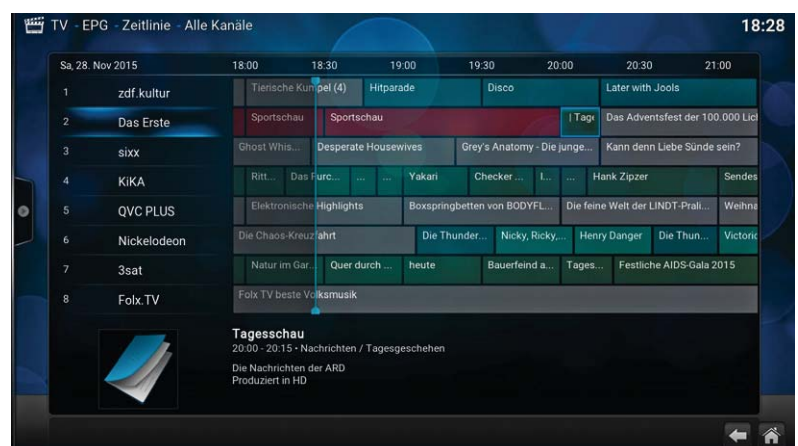 TV - EPG - Zeitlinie - Alle Kanäle 18:28
Sa, 28. Nov 2015 18:00 18:30 19:00 19:30 20:00 20:30 21:00
1 zdf.kultur Tierische Kumpel (4) Hitparade Disco Later with Jools
2 Das Erste Sportschau Sportschau | Tage Das Adventsfest der 100.000 Lich
3 sixx Ghost Whis... Desperate Housewives Grey's Anatomy - Die junge... Kann denn Liebe Sünde sein?
4 KiKA Ritt... Das Furc... ... ... Yakari Checker ... I... ... Hank Zipzer Sendes
5 QVC PLUS Elektronische Highlights Boxspringbetten von BODYFL... Die feine Welt der LINDT-Prali... Weihna
6 Nickelodeon Die Chaos-Kreuzfahrt Die Thunder... Nicky, Ricky,... Henry Danger Die Thun... Victoric
7 3sat Natur im Gar... Quer durch ... heute Bauerfeind a... Tages... Festliche AIDS-Gala 2015
8 Folx.TV Folx TV beste Volksmusik
Tagesschau
20:00 - 20:15 • Nachrichten / Tagesgeschehen
Die Nachrichten der ARD
Produziert in HD